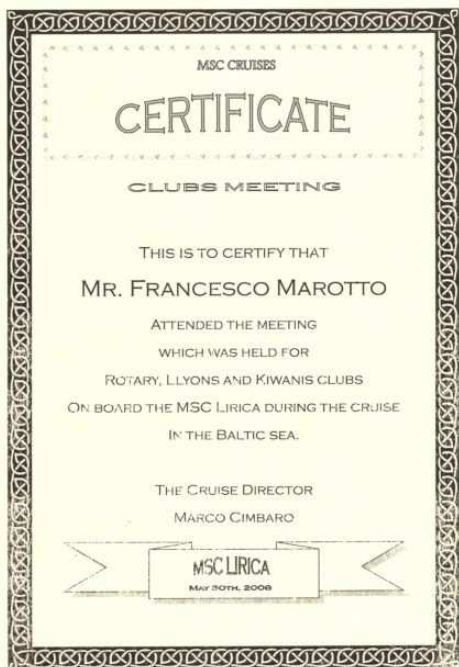 MSC CRUISES
CERTIFICATE
CLUBS MEETING
THIS IS TO CERTIFY THAT
MR. FRANCESCO MAROTTO
ATTENDED THE MEETING
WHICH WAS HELD FOR
ROTARY, LLYONS AND KIWANIS CLUBS
ON BOARD THE MSC LIRICA DURING THE CRUISE
IN THE BALTIC SEA.
THE CRUISE DIRECTOR
MARCO CIMBARO
MSC LIRICA
MAY 30TH, 2008